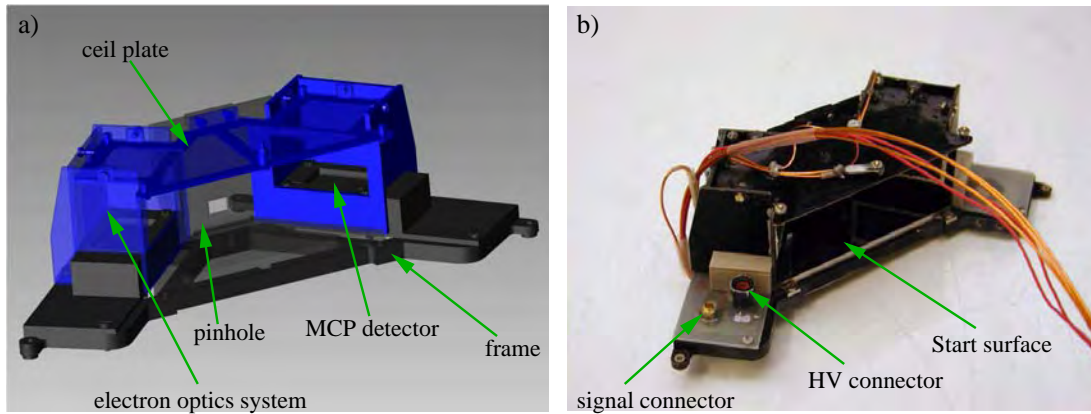 a)
ceil plate
pinhole
MCP detector
frame
electron optics system
b)
Start surface
HV connector
signal connector